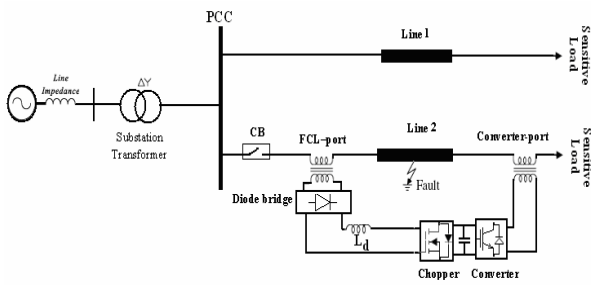 PCC
Line 1
Sensitive
Load
Line
Impedance
ΔY
Substation
Transformer
CB
FCL-port
Line 2
Converter-port
Sensitive
Load
Fault
Diode bridge
Ld
Chopper
Converter